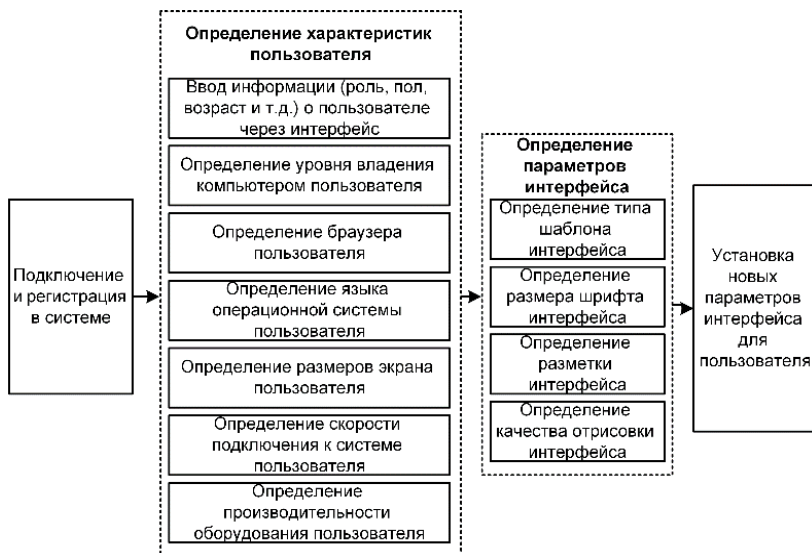 Подключение
и регистрация
в системе
Определение характеристик
пользователя
Ввод информации (роль, пол,
возраст и т.д.) о пользователе
через интерфейс
Определение уровня владения
компьютером пользователя
Определение браузера
пользователя
Определение языка
операционной системы
пользователя
Определение размеров экрана
пользователя
Определение скорости
подключения к системе
пользователя
Определение
производительности
оборудования пользователя
Определение
параметров
интерфейса
Определение типа
шаблона
интерфейса
Определение
размера шрифта
интерфейса
Определение
разметки
интерфейса
Определение
качества отрисовки
интерфейса
Установка
новых
параметров
интерфейса
для
пользователя